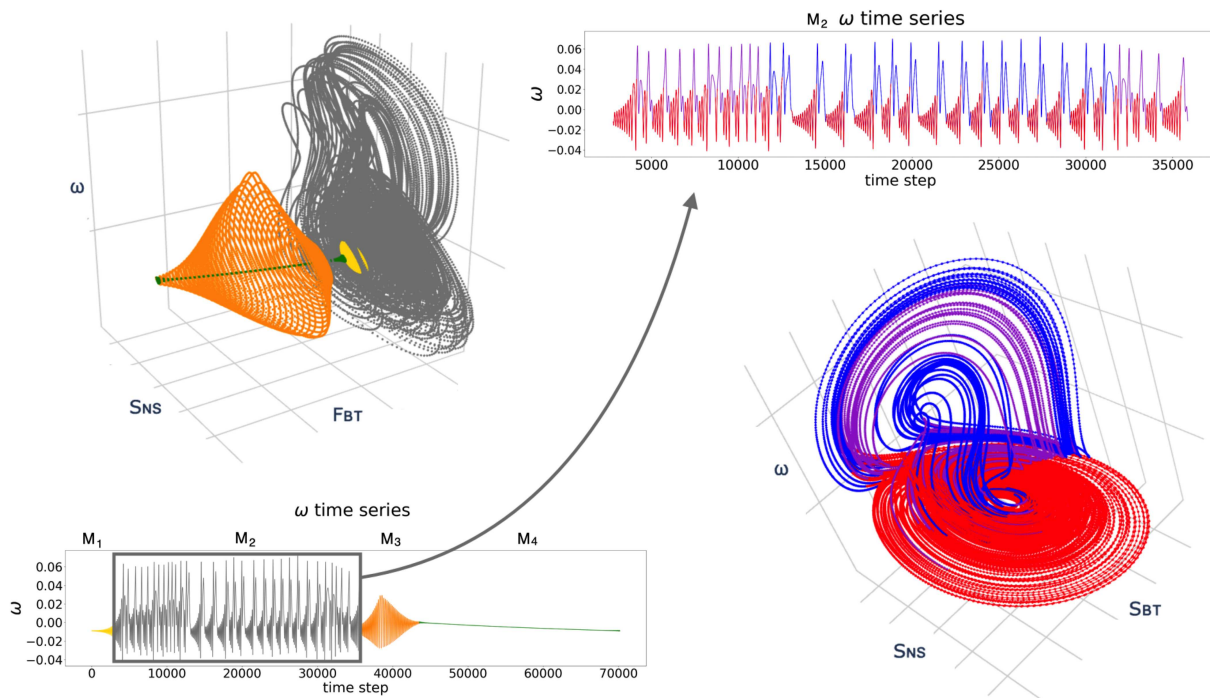 M₂ ω time series
ω
0.06
0.04
0.02
0.00
−0.02
−0.04
5000 10000 15000 20000 25000 30000 35000
time step
ω
SNS
FBT
ω
SNS
SBT
ω time series
M₁ M₂ M₃ M₄
ω
0.06
0.04
0.02
0.00
−0.02
−0.04
0 10000 20000 30000 40000 50000 60000 70000
time step